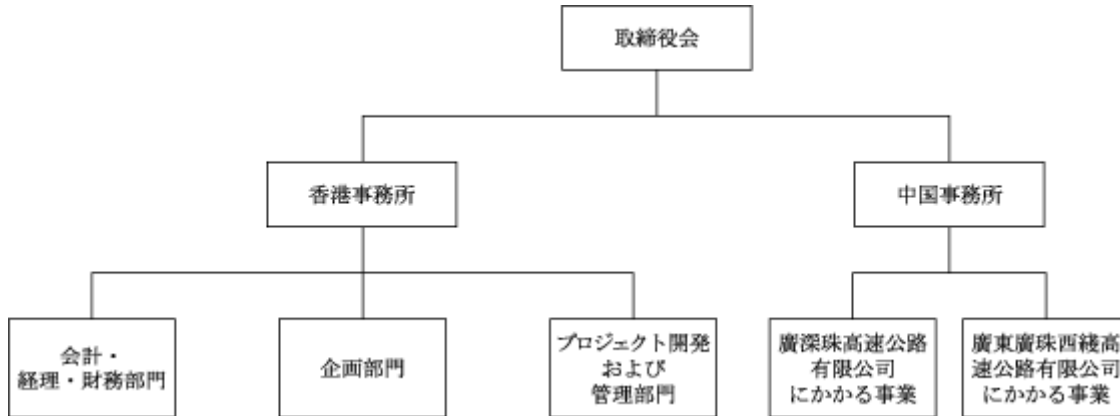 取締役会
香港事務所
中国事務所
会計・
経理・財務部門
企画部門
プロジェクト開発
および
管理部門
廣深珠高速公路
有限公司
にかかる事業
廣東廣珠西綫高
速公路有限公司
にかかる事業